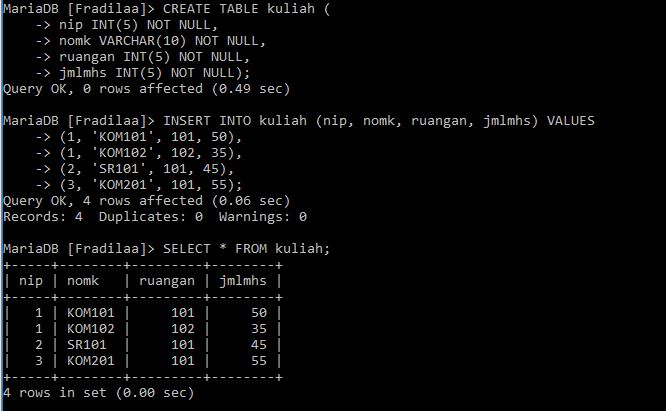 MariaDB [Fradilaa]> CREATE TABLE kuliah (
    -> nip INT(5) NOT NULL,
    -> nomk VARCHAR(10) NOT NULL,
    -> ruangan INT(5) NOT NULL,
    -> jmlmhs INT(5) NOT NULL);
Query OK, 0 rows affected (0.49 sec)

MariaDB [Fradilaa]> INSERT INTO kuliah (nip, nomk, ruangan, jmlmhs) VALUES
    -> (1, 'KOM101', 101, 50),
    -> (1, 'KOM102', 102, 35),
    -> (2, 'SR101', 101, 45),
    -> (3, 'KOM201', 101, 55);
Query OK, 4 rows affected (0.06 sec)
Records: 4  Duplicates: 0  Warnings: 0

MariaDB [Fradilaa]> SELECT * FROM kuliah;
+-----+--------+---------+--------+
| nip | nomk   | ruangan | jmlmhs |
+-----+--------+---------+--------+
|   1 | KOM101 |     101 |     50 |
|   1 | KOM102 |     102 |     35 |
|   2 | SR101  |     101 |     45 |
|   3 | KOM201 |     101 |     55 |
+-----+--------+---------+--------+
4 rows in set (0.00 sec)